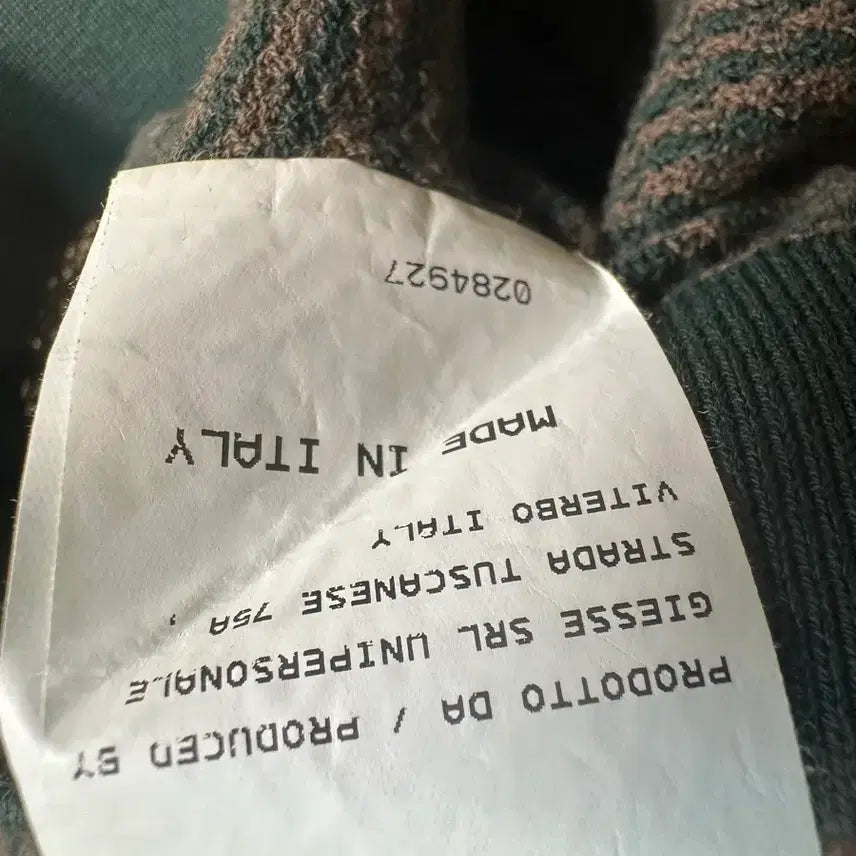 PRODOTTO DA / PRODUCED BY
GIESSE SRL UNIPERSONALE
STRADA TUSCANESE 75A,
VITERBO ITALY
MADE IN ITALY
0284927